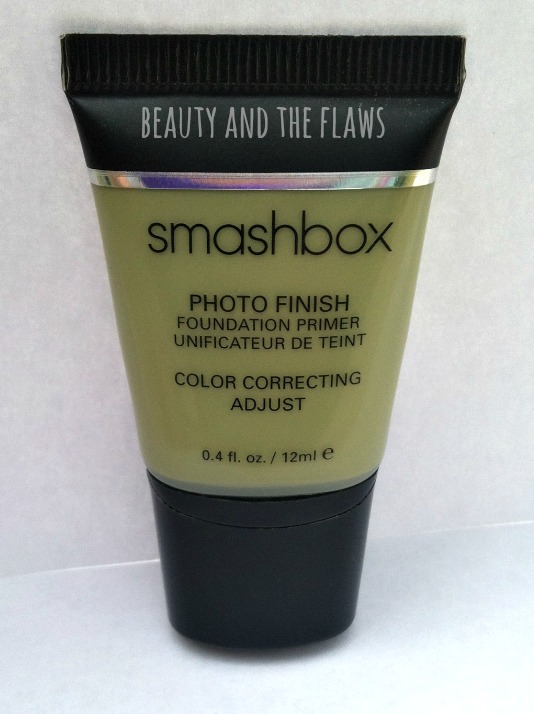 BEAUTY AND THE FLAWS
smashbox
PHOTO FINISH
FOUNDATION PRIMER
UNIFICATEUR DE TEINT
COLOR CORRECTING
ADJUST
0.4 fl. oz. / 12ml ℮